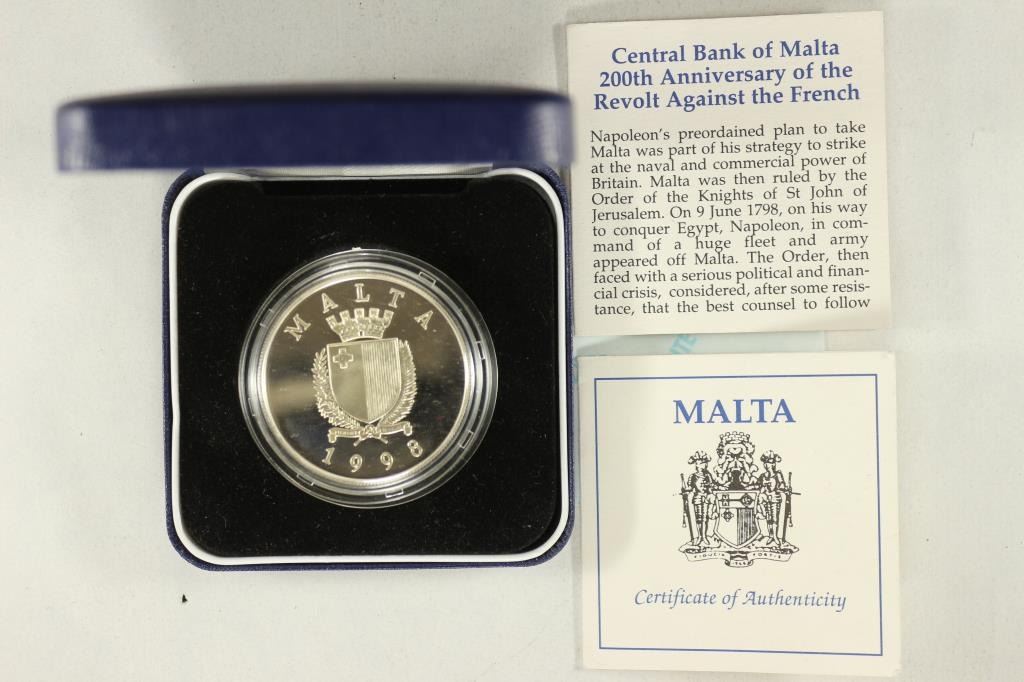 MALTA
1998
Central Bank of Malta
200th Anniversary of the
Revolt Against the French
Napoleon's preordained plan to take
Malta was part of his strategy to strike
at the naval and commercial power of
Britain. Malta was then ruled by the
Order of the Knights of St John of
Jerusalem. On 9 June 1798, on his way
to conquer Egypt, Napoleon, in com-
mand of a huge fleet and army
appeared off Malta. The Order, then
faced with a serious political and finan-
cial crisis, considered, after some resis-
tance, that the best counsel to follow
MALTA
Certificate of Authenticity